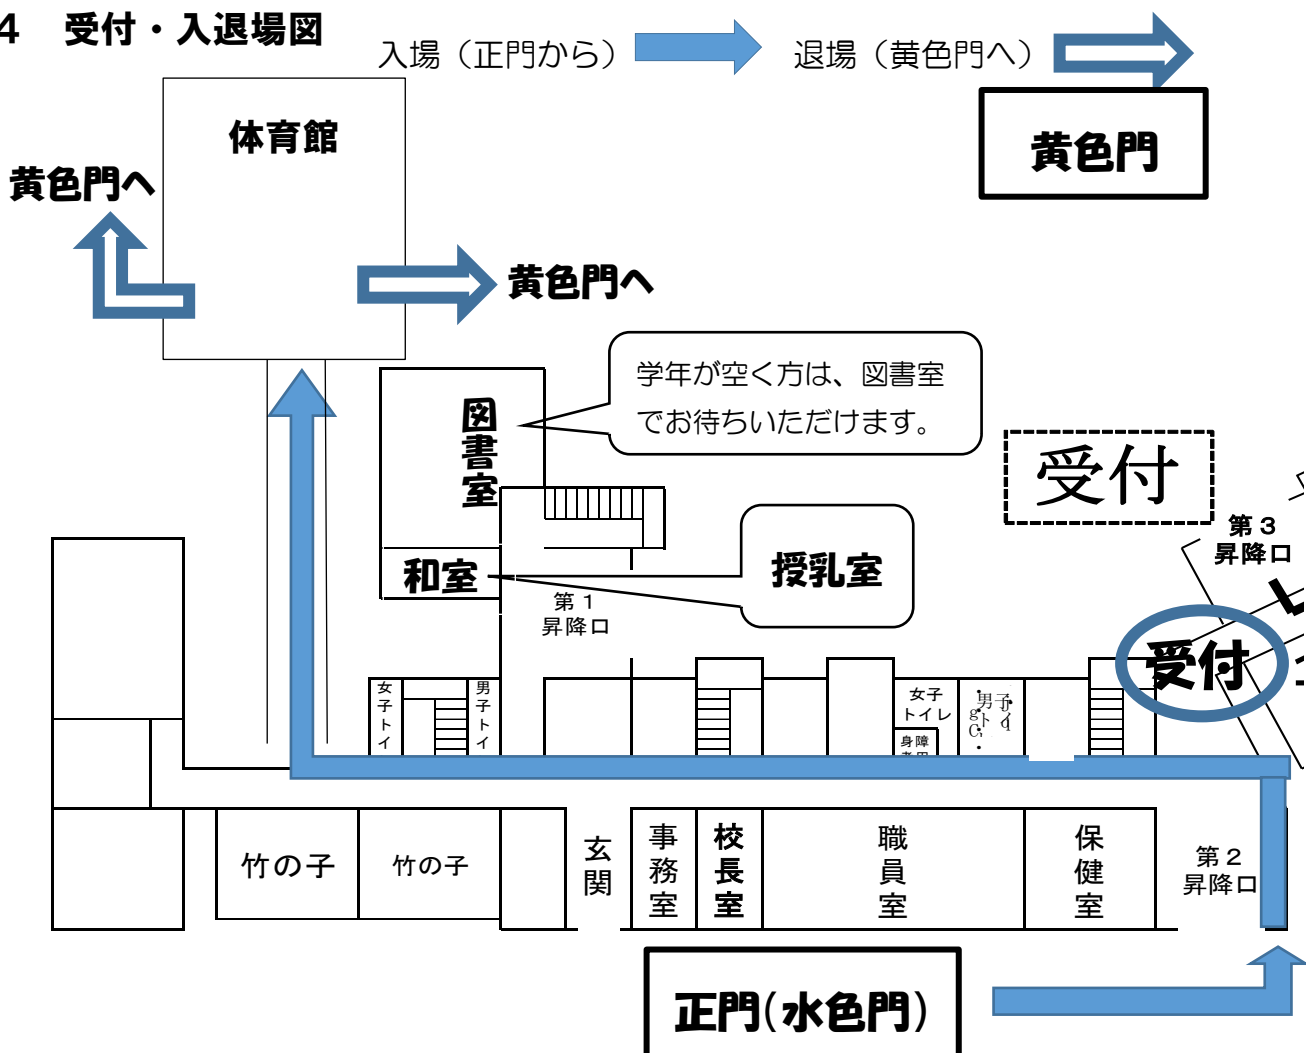 4 受付・入退場図
入場（正門から）
退場（黄色門へ）
黄色門
体育館
黄色門へ
黄色門へ
学年が空く方は、図書室
でお待ちいただけます。
図書室
受付
第３
昇降口
和室
授乳室
第１
昇降口
受付
女子トイ
男子トイ
女子
トイレ
身障
竹の子
竹の子
玄関
事務室
校長室
職員室
保健室
第２
昇降口
正門(水色門)